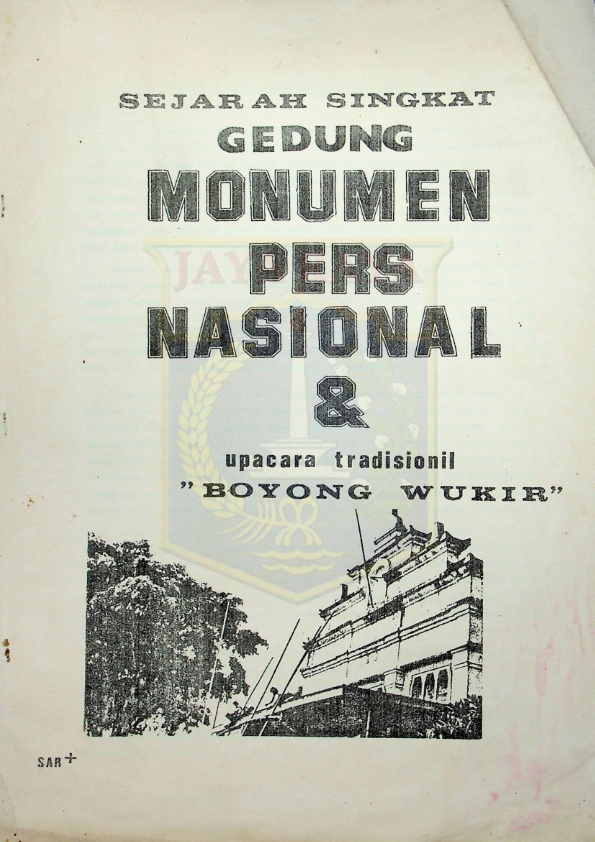 SEJARAH SINGKAT
GEDUNG
MONUMEN
PERS
NASIONAL
&
upacara tradisionil
"BOYONG WUKIR"
SAR+